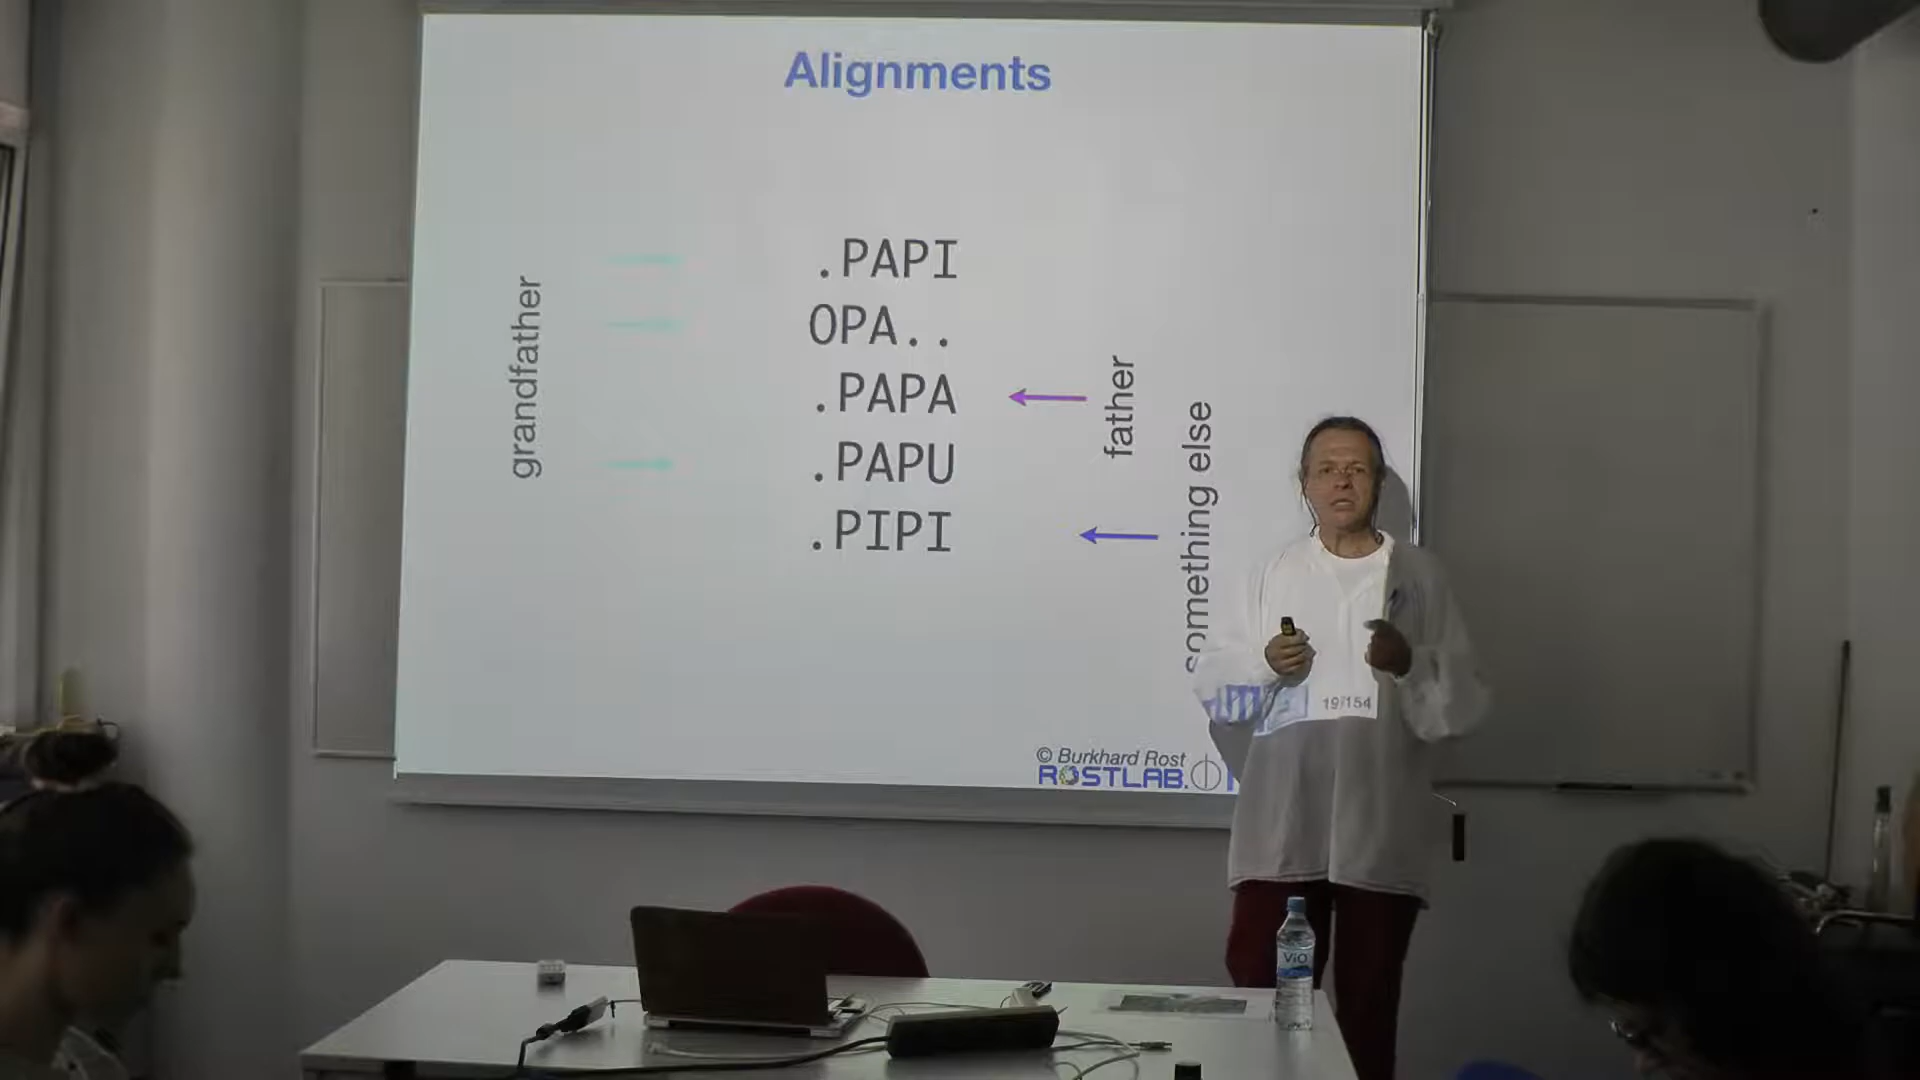 Alignments
grandfather
.PAPI
OPA..
.PAPA
.PAPU
.PIPI
father
something else
19/154
© Burkhard Rost
ROSTLAB.
ViO